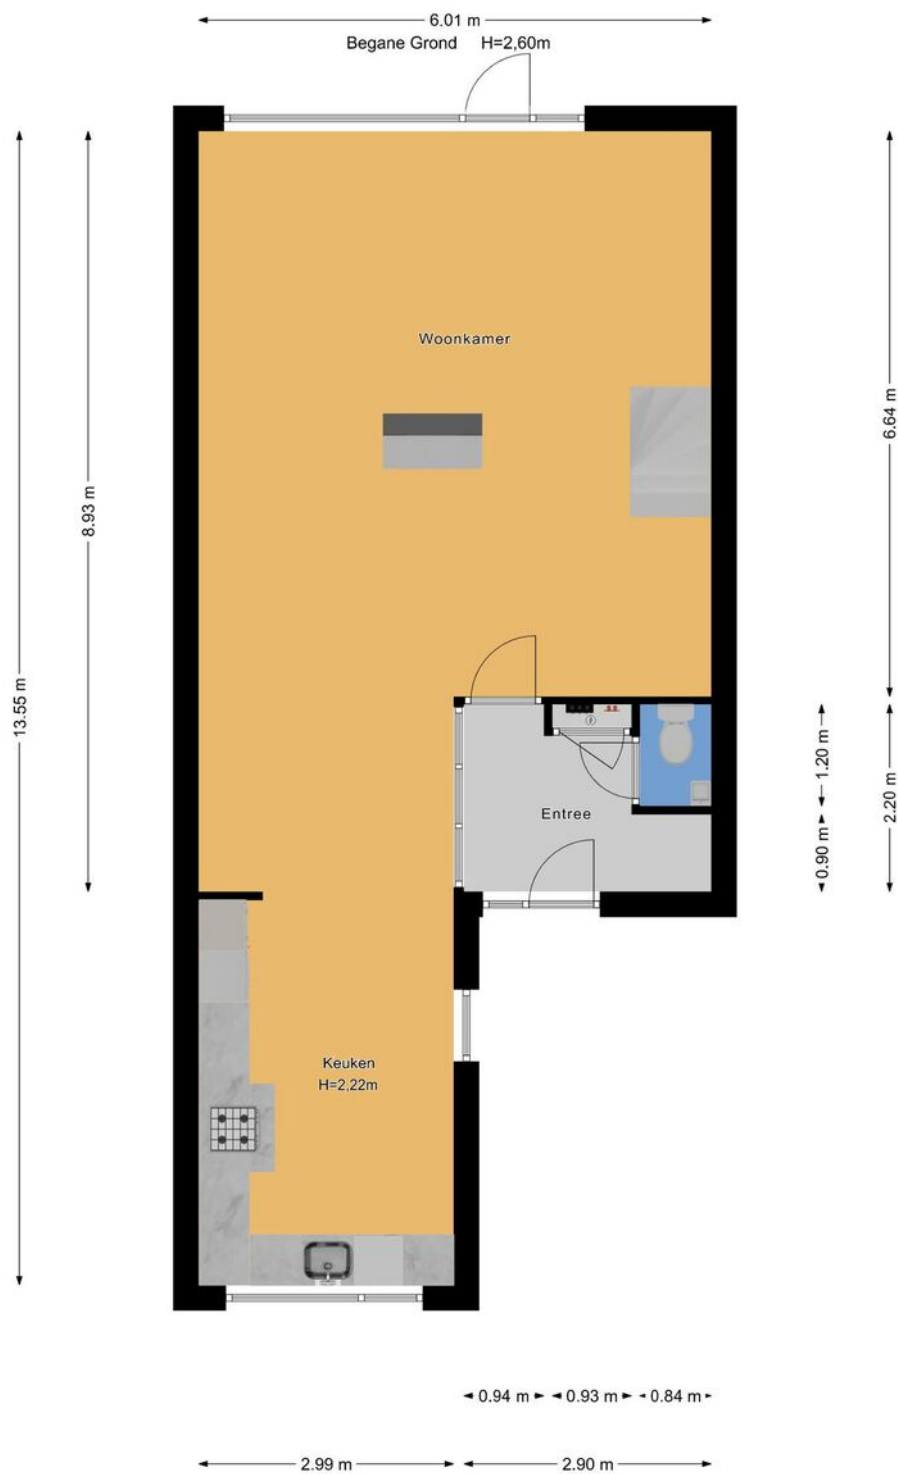 6.01 m
Begane Grond H=2,60m
Woonkamer
6.64 m
8.93 m
13.55 m
1.20 m
2.20 m
Entree
0.90 m
Keuken
H=2,22m
0.94 m 0.93 m 0.84 m
2.99 m 2.90 m